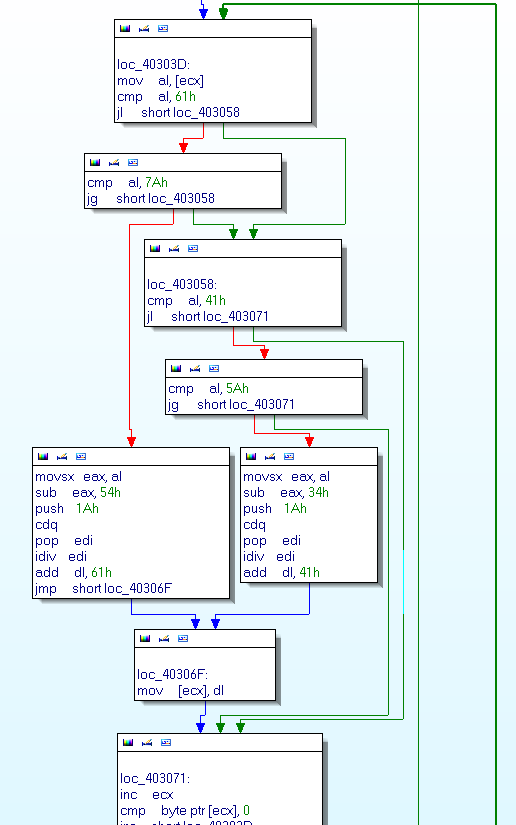 loc_40303D:
mov al, [ecx]
cmp al, 61h
jl short loc_403058
cmp al, 7Ah
jg short loc_403058
loc_403058:
cmp al, 41h
jl short loc_403071
cmp al, 5Ah
jg short loc_403071
movsx eax, al
sub eax, 54h
push 1Ah
cdq
pop edi
idiv edi
add dl, 61h
jmp short loc_40306F
movsx eax, al
sub eax, 34h
push 1Ah
cdq
pop edi
idiv edi
add dl, 41h
loc_40306F:
mov [ecx], dl
loc_403071:
inc ecx
cmp byte ptr [ecx], 0